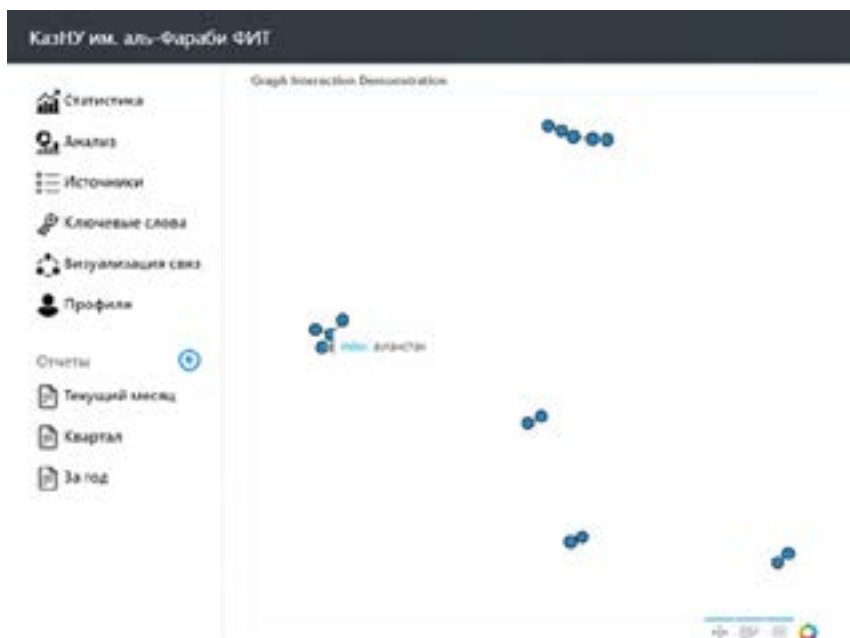 КазНУ им. аль-Фараби ФИТ
Graph Interaction Demonstration
Статистика
Анализ
Источники
Ключевые слова
Визуализация связ
Профили
Отчеты
Текущий месяц
Квартал
За год
index: